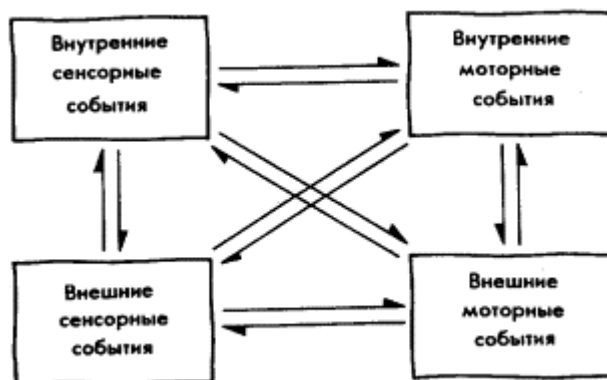 Внутренние
сенсорные
события
Внутренние
моторные
события
Внешние
сенсорные
события
Внешние
моторные
события